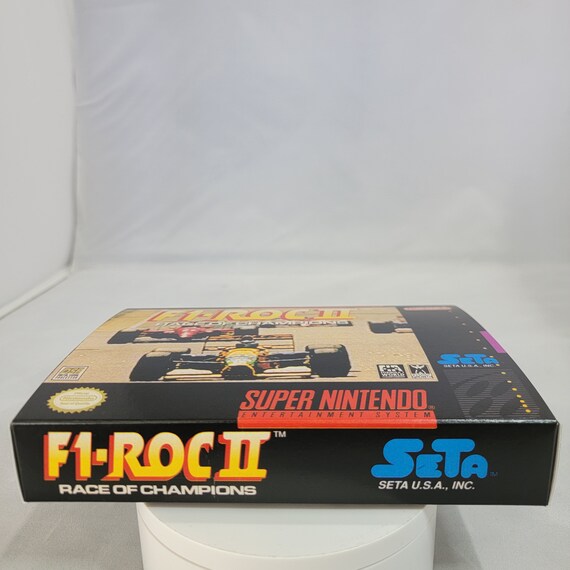 F1-ROC II
RACE OF CHAMPIONS
SETA
SETA U.S.A., INC.
SUPER NINTENDO
ENTERTAINMENT SYSTEM
F1-ROC II™
RACE OF CHAMPIONS
SETA™
SETA U.S.A., INC.